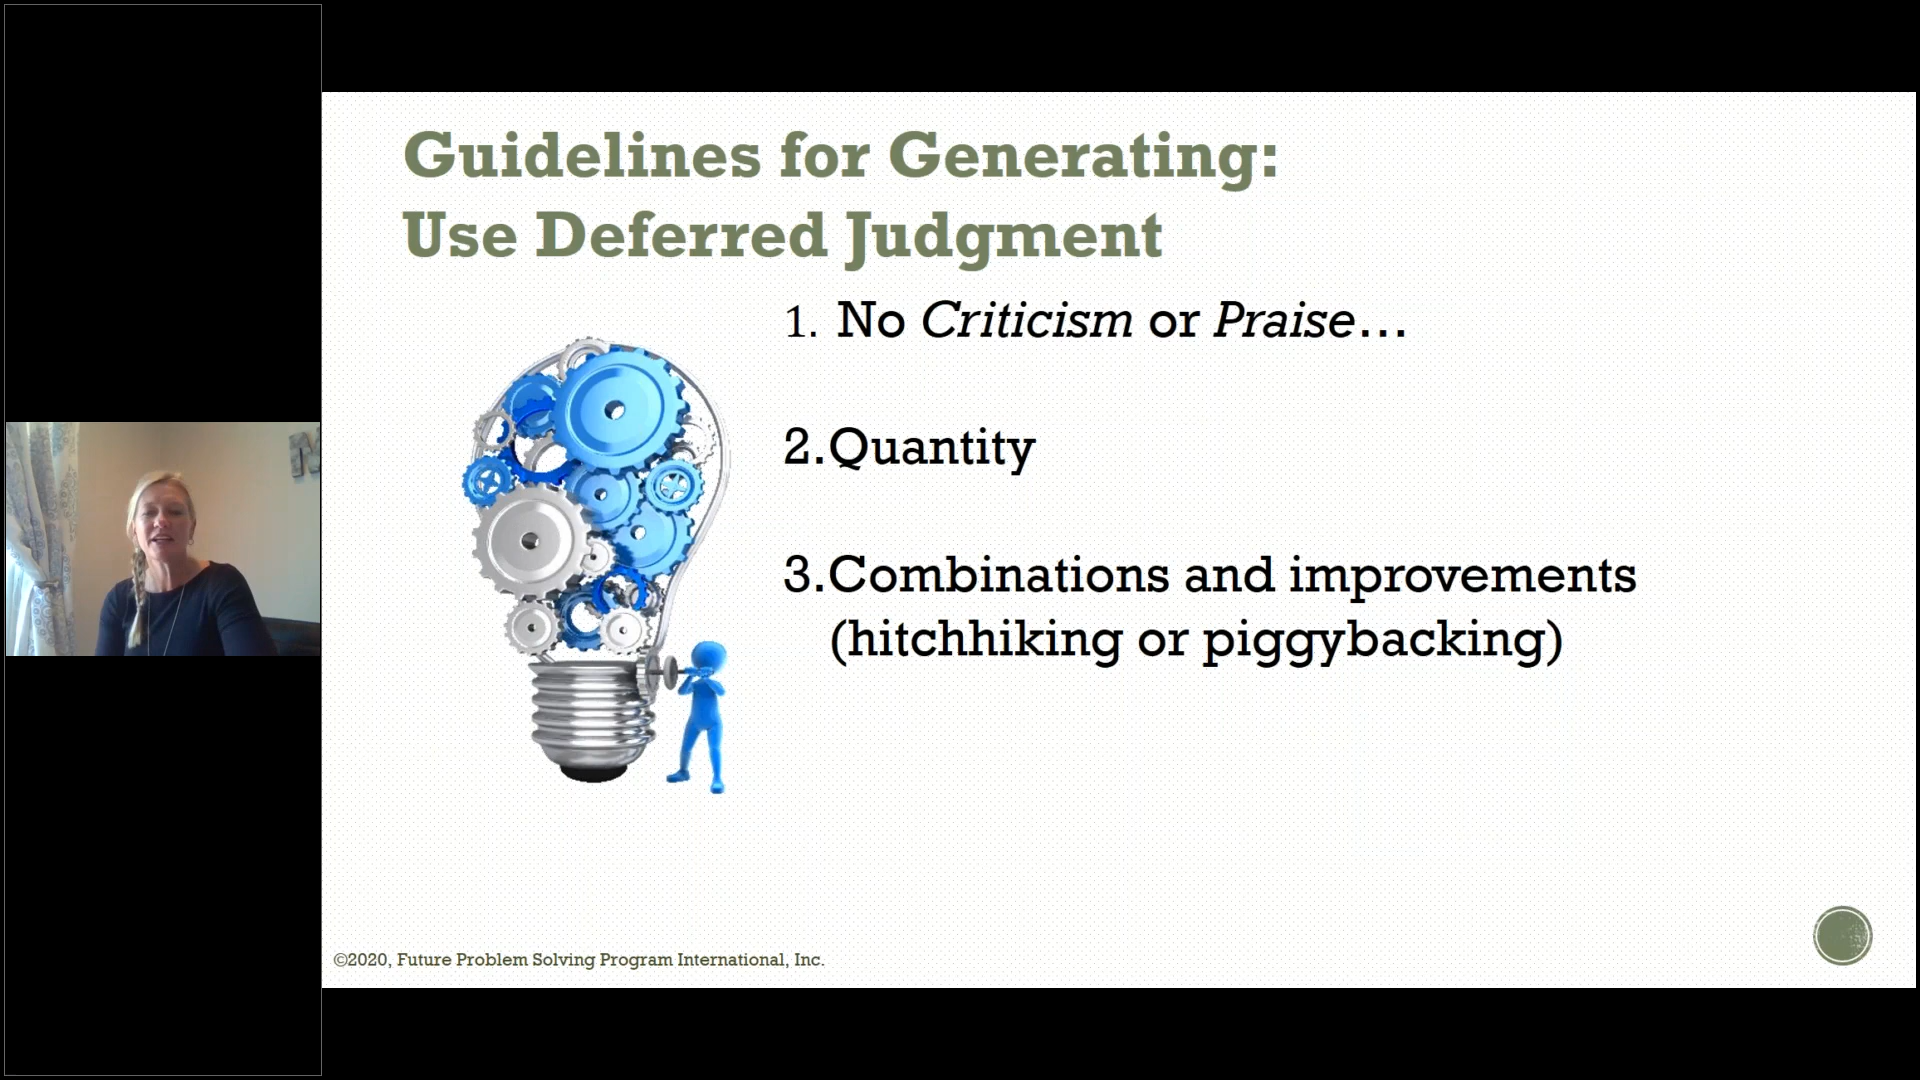 Guidelines for Generating:
Use Deferred Judgment
1. No Criticism or Praise…
2.Quantity
3.Combinations and improvements
(hitchhiking or piggybacking)
©2020, Future Problem Solving Program International, Inc.